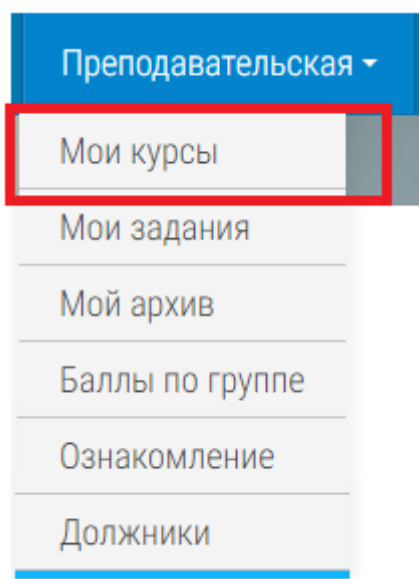 Преподавательская
Мои курсы
Мои задания
Мой архив
Баллы по группе
Ознакомление
Должники